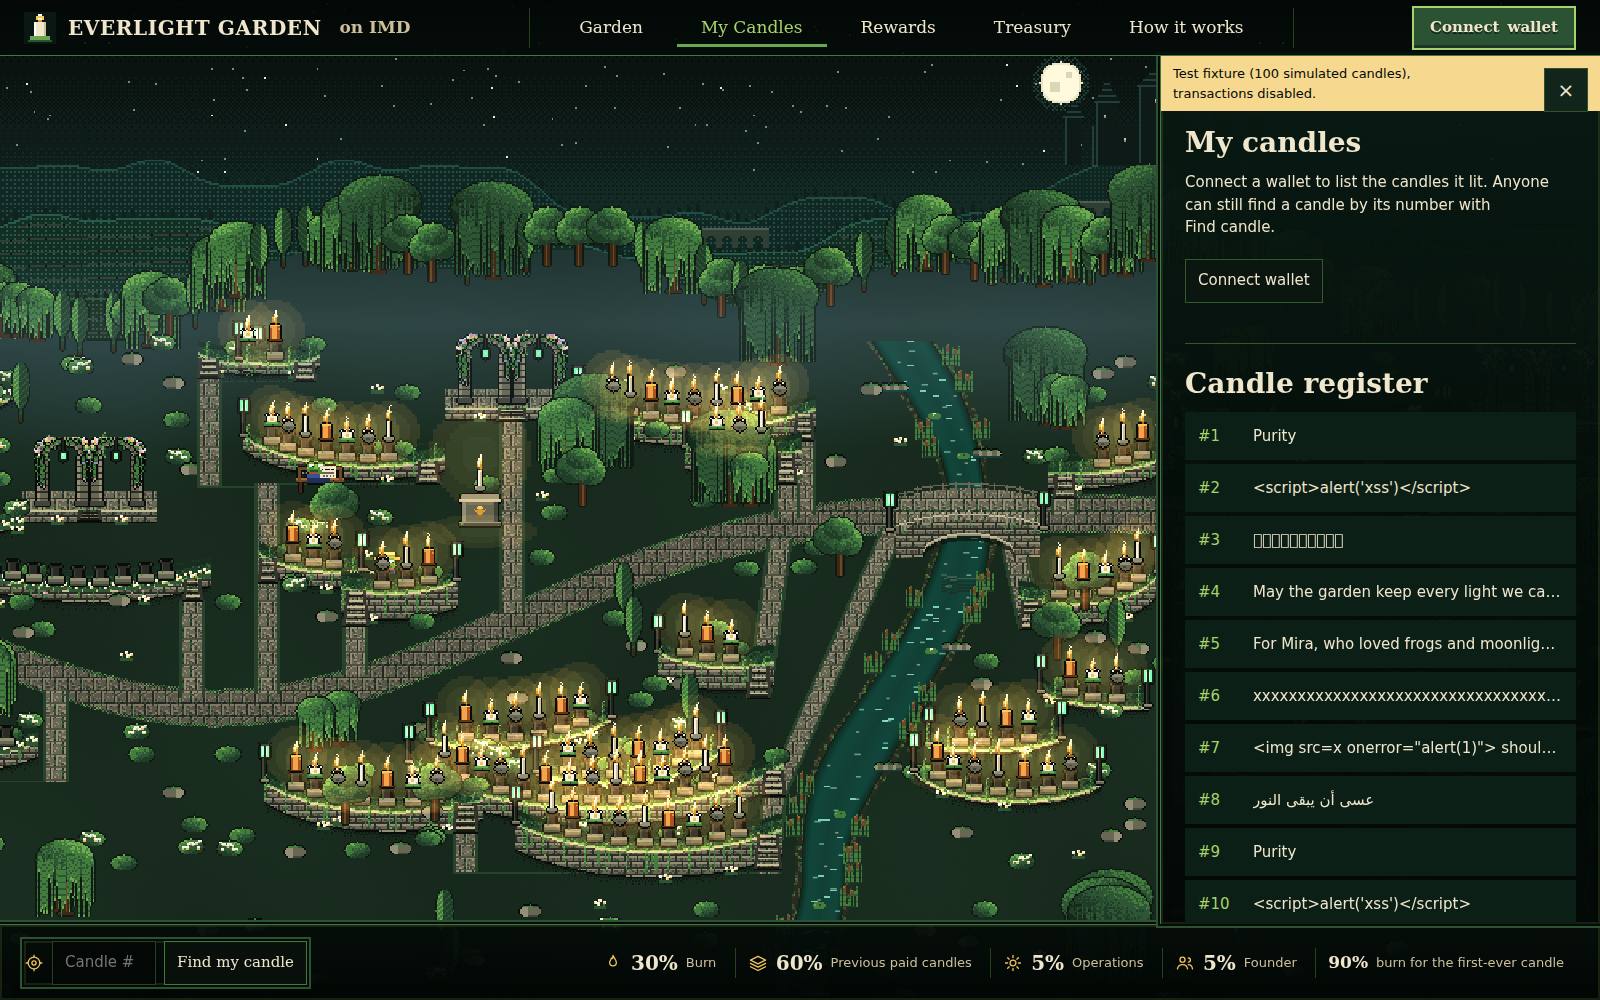 EVERLIGHT GARDEN on IMD
Garden
My Candles
Rewards
Treasury
How it works
Connect wallet
Test fixture (100 simulated candles),
transactions disabled.
My candles
Connect a wallet to list the candles it lit. Anyone
can still find a candle by its number with
Find candle.
Connect wallet
Candle register
#1 Purity
#2 <script>alert('xss')</script>
#3
#4 May the garden keep every light we ca...
#5 For Mira, who loved frogs and moonlig...
#6 xxxxxxxxxxxxxxxxxxxxxxxxxxxxxxxxx...
#7 <img src=x onerror="alert(1)"> shoul...
#8 عسى أن يبقى النور
#9 Purity
#10 <script>alert('xss')</script>
Candle #
Find my candle
30% Burn
60% Previous paid candles
5% Operations
5% Founder
90% burn for the first-ever candle